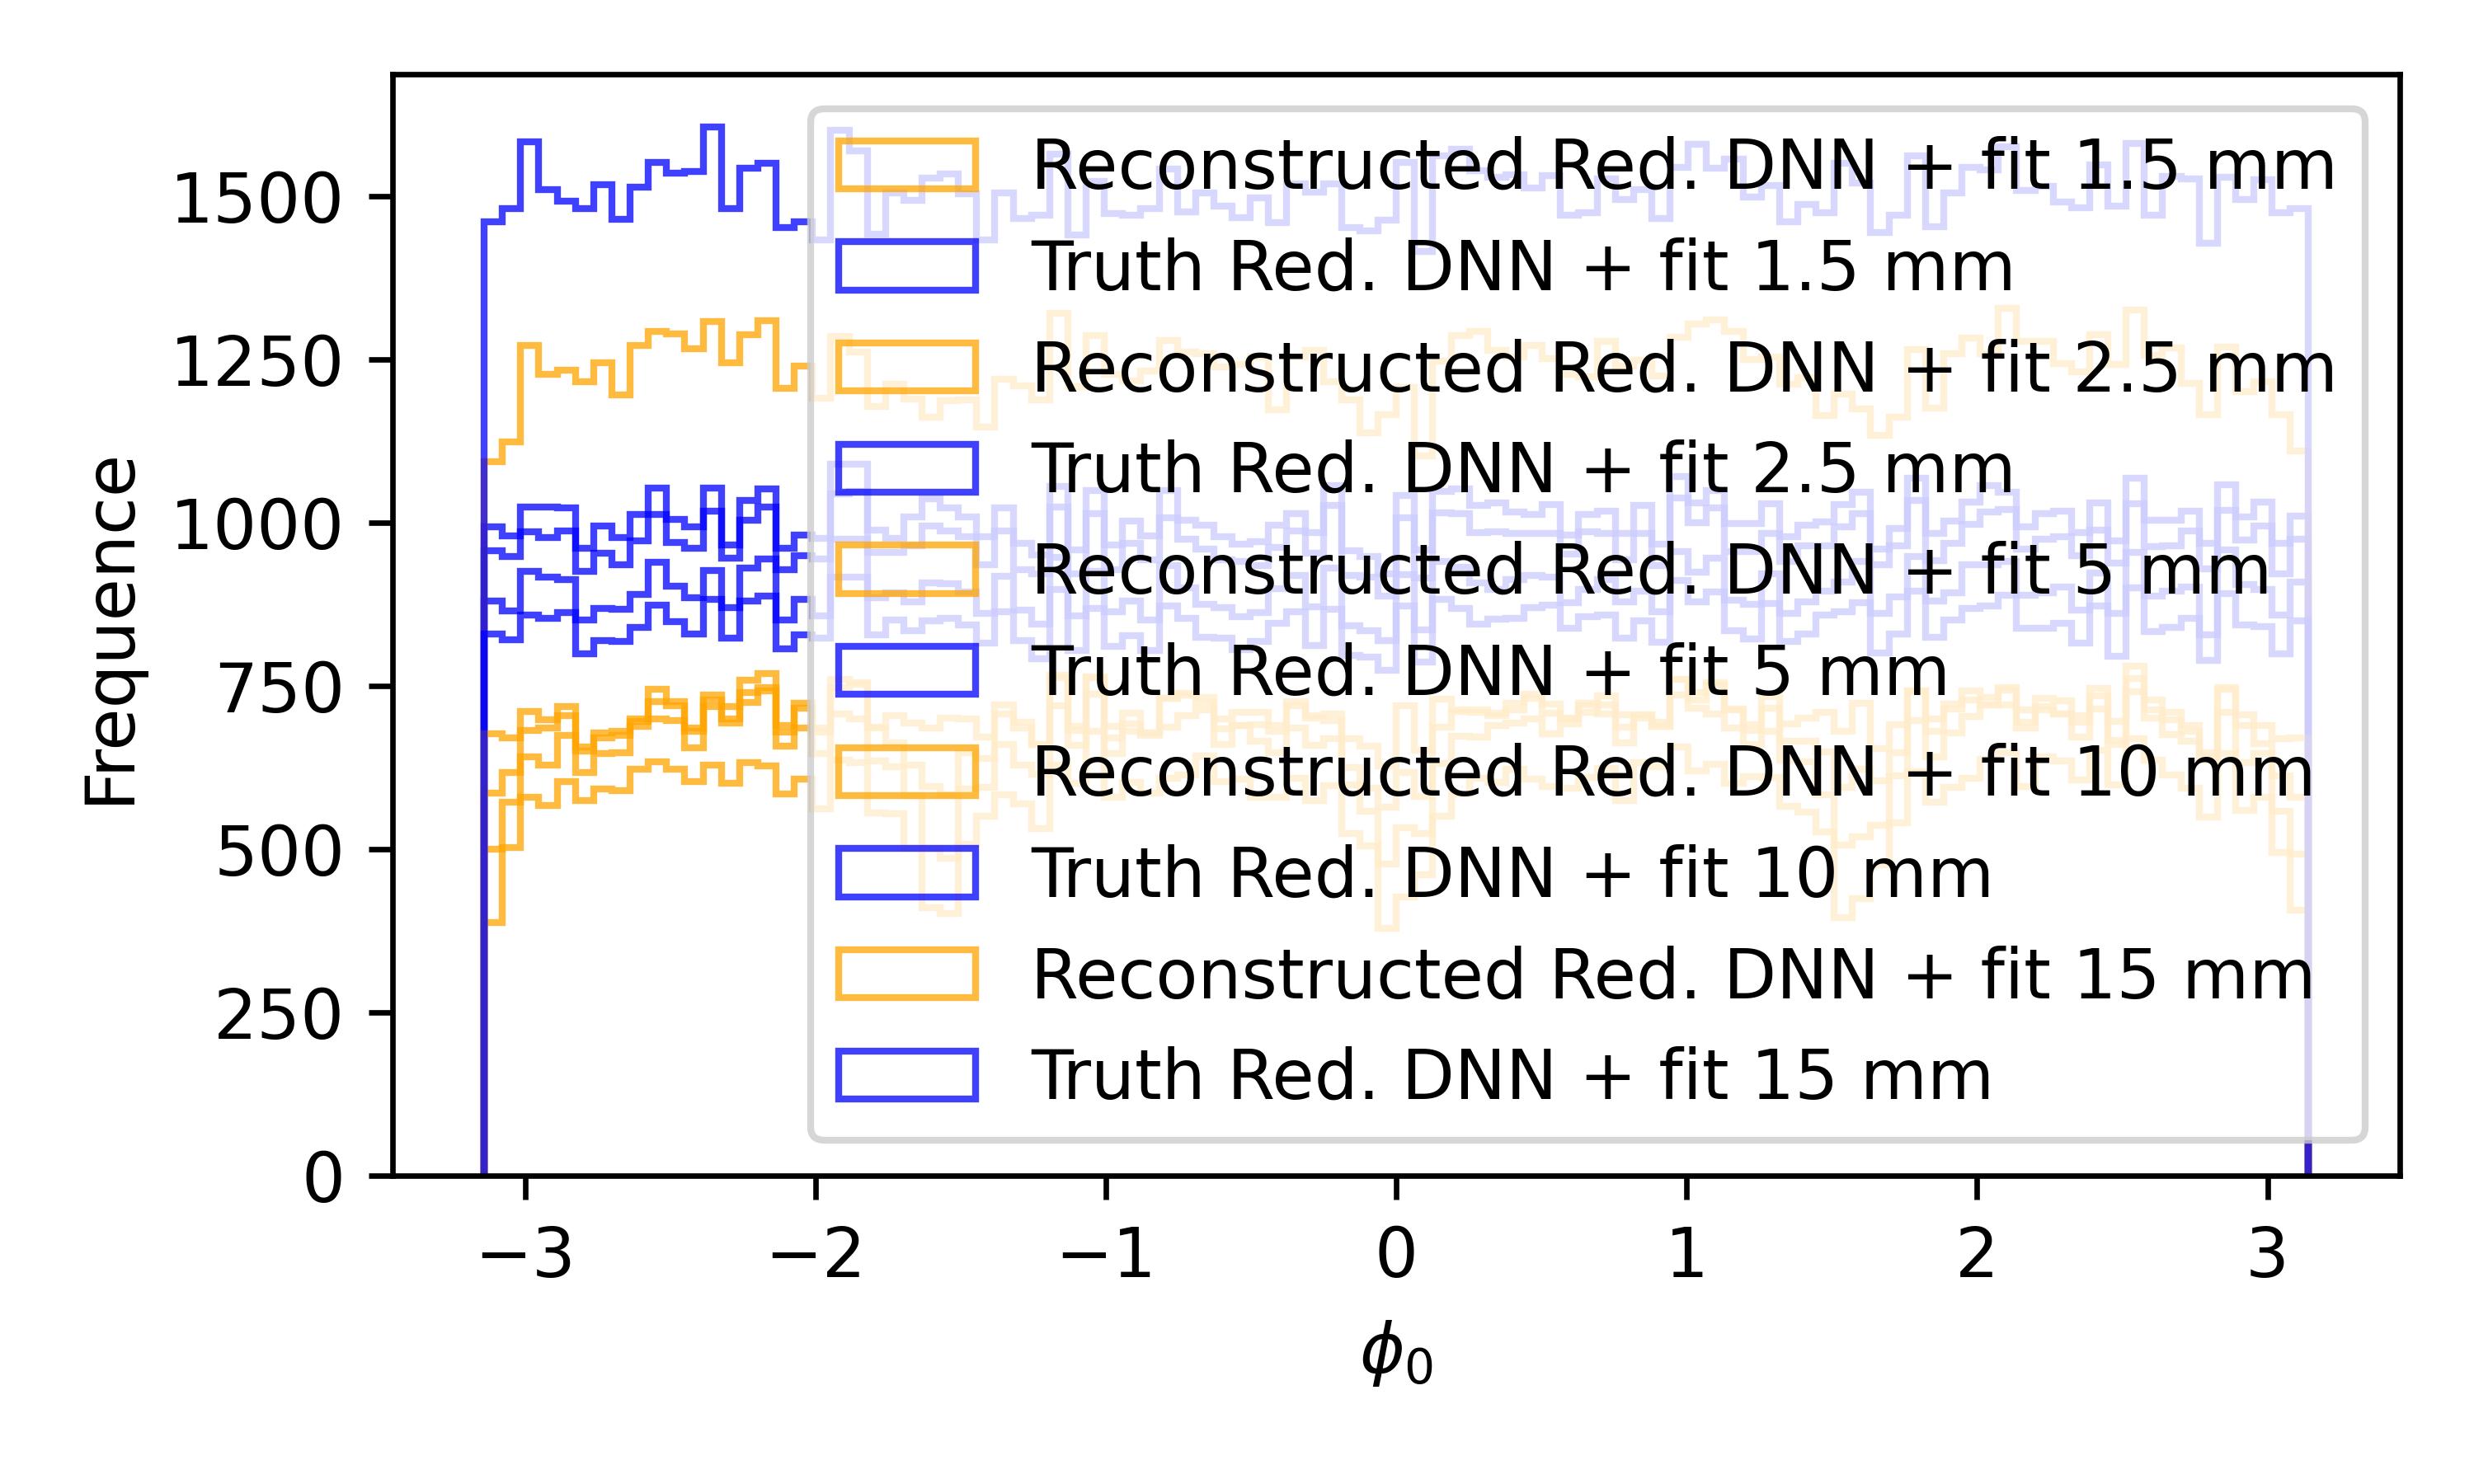 1500
1250
1000
750
500
250
0
Frequence
Reconstructed Red. DNN + fit 1.5 mm
Truth Red. DNN + fit 1.5 mm
Reconstructed Red. DNN + fit 2.5 mm
Truth Red. DNN + fit 2.5 mm
Reconstructed Red. DNN + fit 5 mm
Truth Red. DNN + fit 5 mm
Reconstructed Red. DNN + fit 10 mm
Truth Red. DNN + fit 10 mm
Reconstructed Red. DNN + fit 15 mm
Truth Red. DNN + fit 15 mm
−3 −2 −1 0 1 2 3
ϕ₀